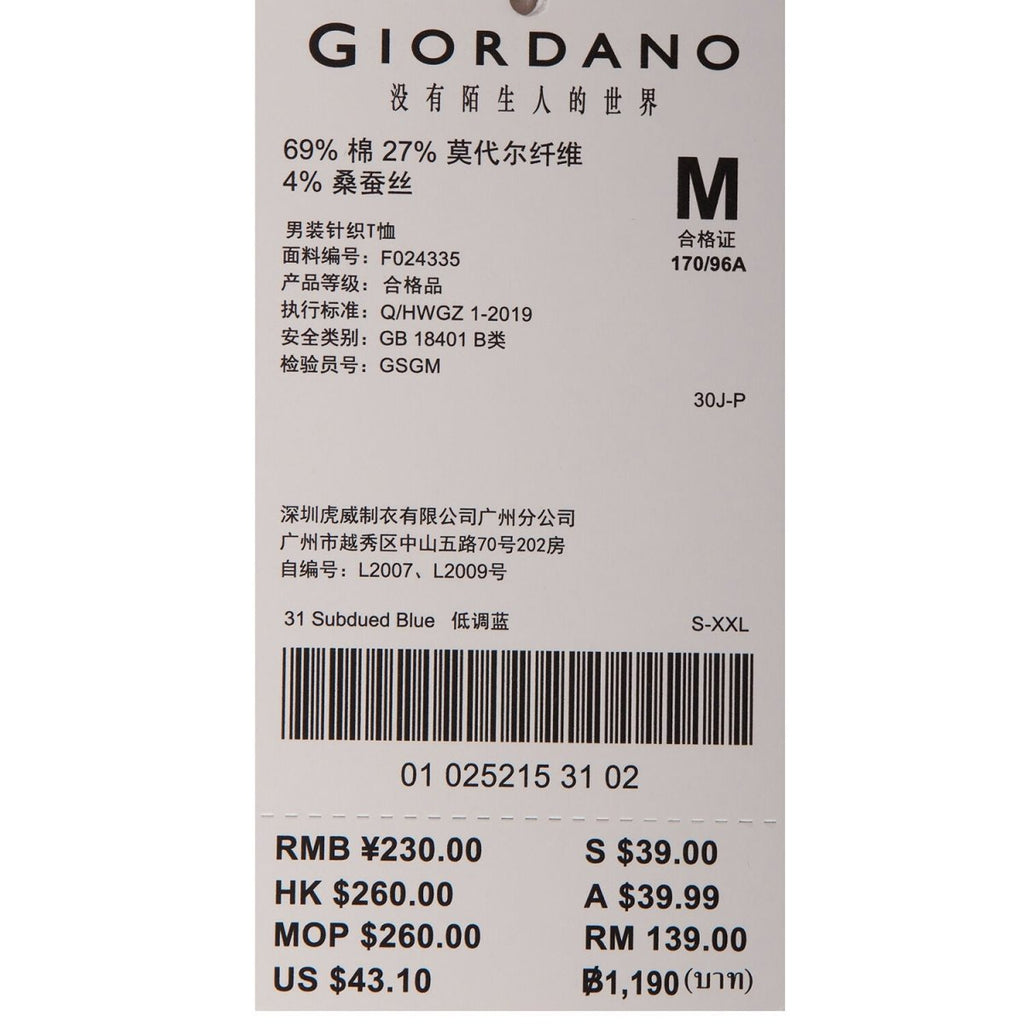 GIORDANO
没有陌生人的世界
69% 棉 27% 莫代尔纤维
4% 桑蚕丝
M
合格证
170/96A
男装针织T恤
面料编号：F024335
产品等级：合格品
执行标准：Q/HWGZ 1-2019
安全类别：GB 18401 B类
检验员号：GSGM
30J-P
深圳虎威制衣有限公司广州分公司
广州市越秀区中山五路70号202房
自编号：L2007、L2009号
31 Subdued Blue 低调蓝 S-XXL
01 025215 31 02
RMB ¥230.00 S $39.00
HK $260.00 A $39.99
MOP $260.00 RM 139.00
US $43.10 ฿1,190 (บาท)